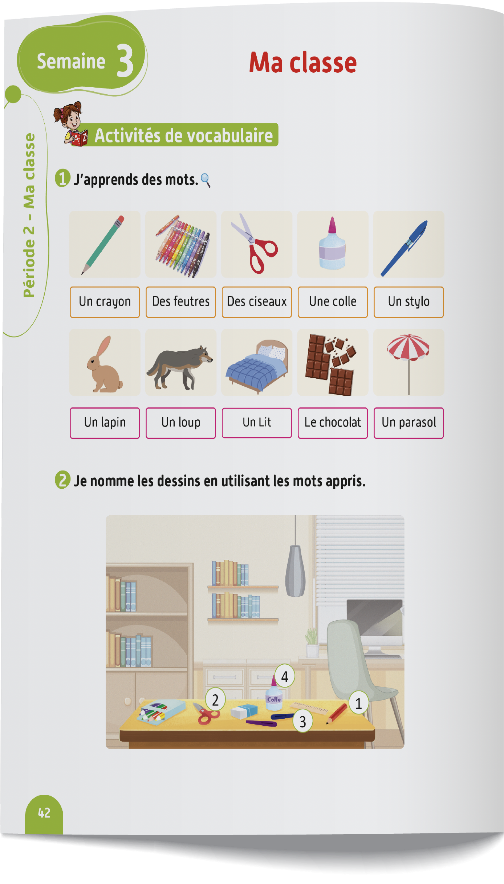 Semaine 3
Ma classe
Période 2 - Ma classe
Activités de vocabulaire
1 J'apprends des mots.
Un crayon
Des feutres
Des ciseaux
Une colle
Un stylo
Un lapin
Un loup
Un Lit
Le chocolat
Un parasol
2 Je nomme les dessins en utilisant les mots appris.
4
2
Colle
1
3
42